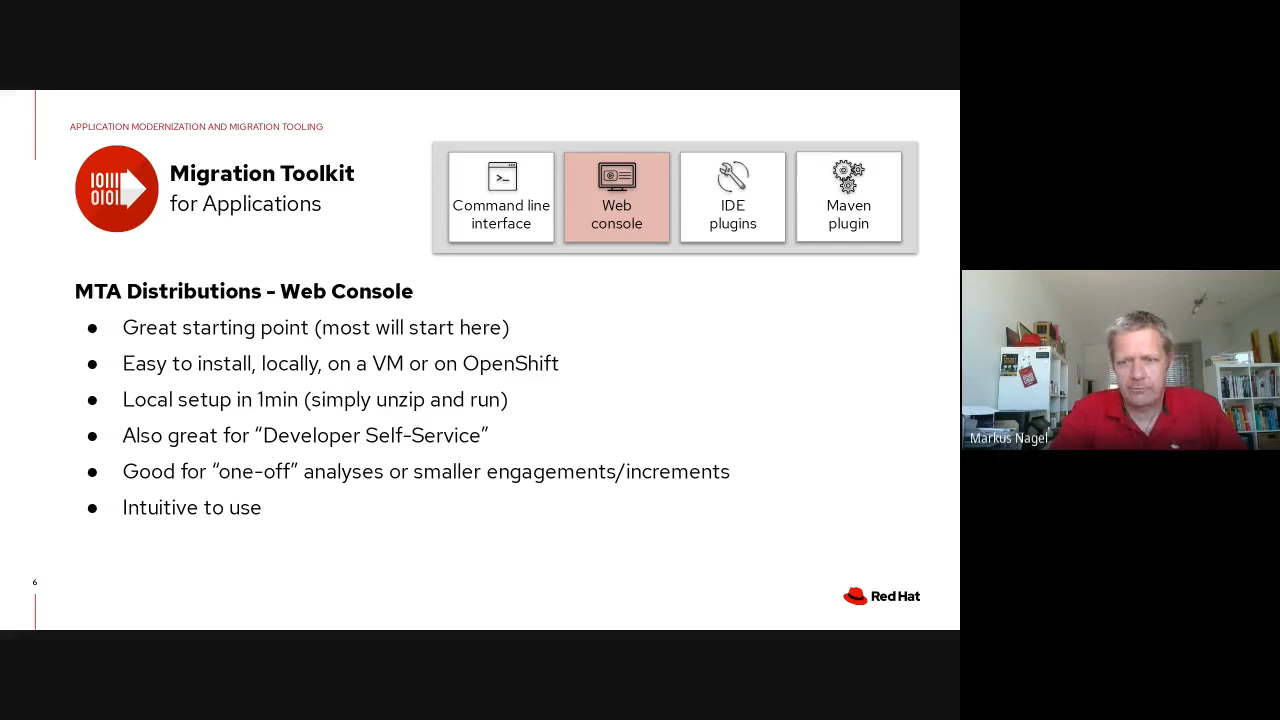 APPLICATION MODERNIZATION AND MIGRATION TOOLING
Migration Toolkit
for Applications
Command line
interface
Web
console
IDE
plugins
Maven
plugin
MTA Distributions - Web Console
● Great starting point (most will start here)
● Easy to install, locally, on a VM or on OpenShift
● Local setup in 1min (simply unzip and run)
● Also great for “Developer Self-Service”
● Good for “one-off” analyses or smaller engagements/increments
● Intuitive to use
6
Red Hat
Markus Nagel